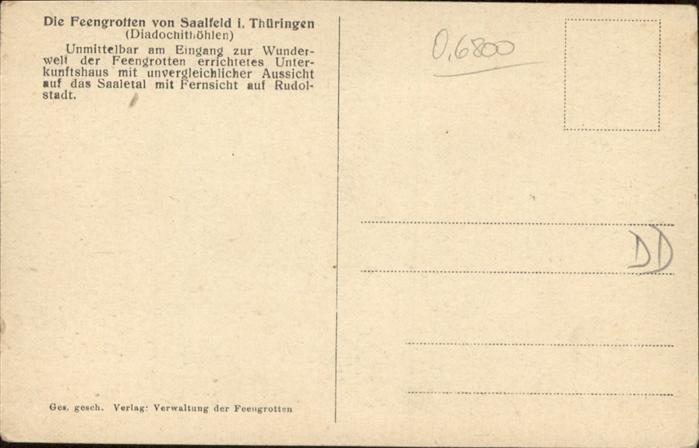 Die Feengrotten von Saalfeld i. Thüringen
(Diadochithöhlen)
Unmittelbar am Eingang zur Wunder-
welt der Feengrotten errichtetes Unter-
kunftshaus mit unvergleichlicher Aussicht
auf das Saaletal mit Fernsicht auf Rudol-
stadt.
0,6800
DD
Ges. gesch. Verlag: Verwaltung der Feengrotten